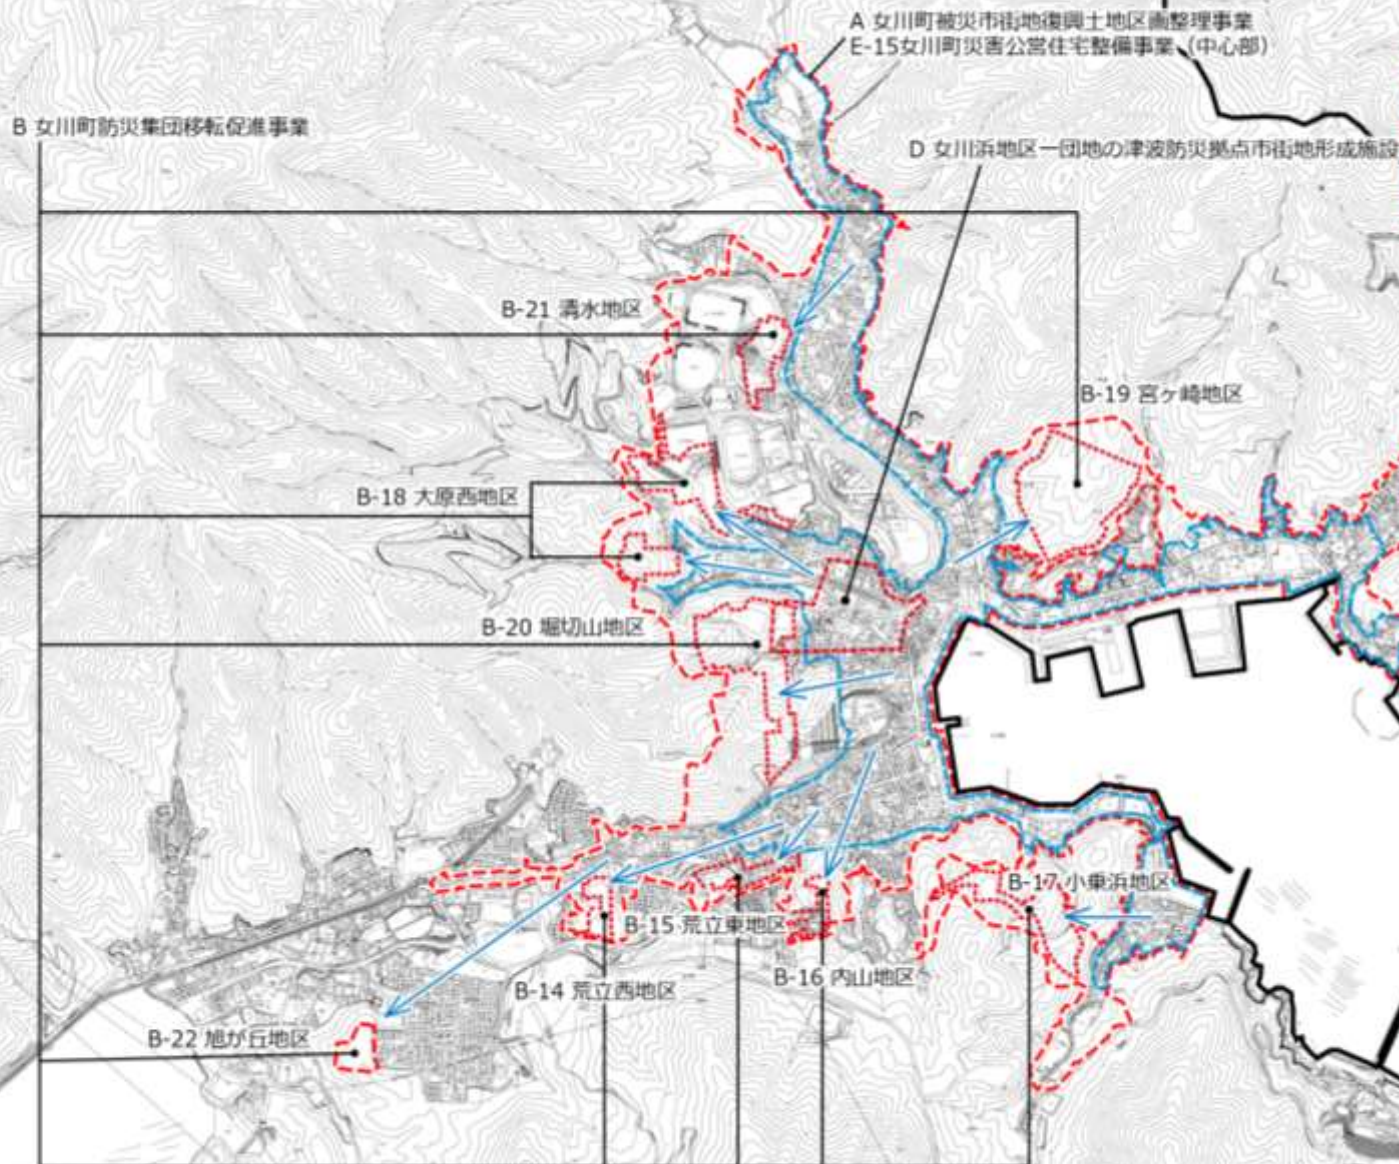 A 女川町被災市街地復興土地区画整理事業
E-15女川町災害公営住宅整備事業（中心部）
B 女川町防災集団移転促進事業
D 女川浜地区一団地の津波防災拠点市街地形成施設
B-21 清水地区
B-19 宮ヶ崎地区
B-18 大原西地区
B-20 堀切山地区
B-17 小乗浜地区
B-15 荒立東地区
B-16 内山地区
B-14 荒立西地区
B-22 旭が丘地区